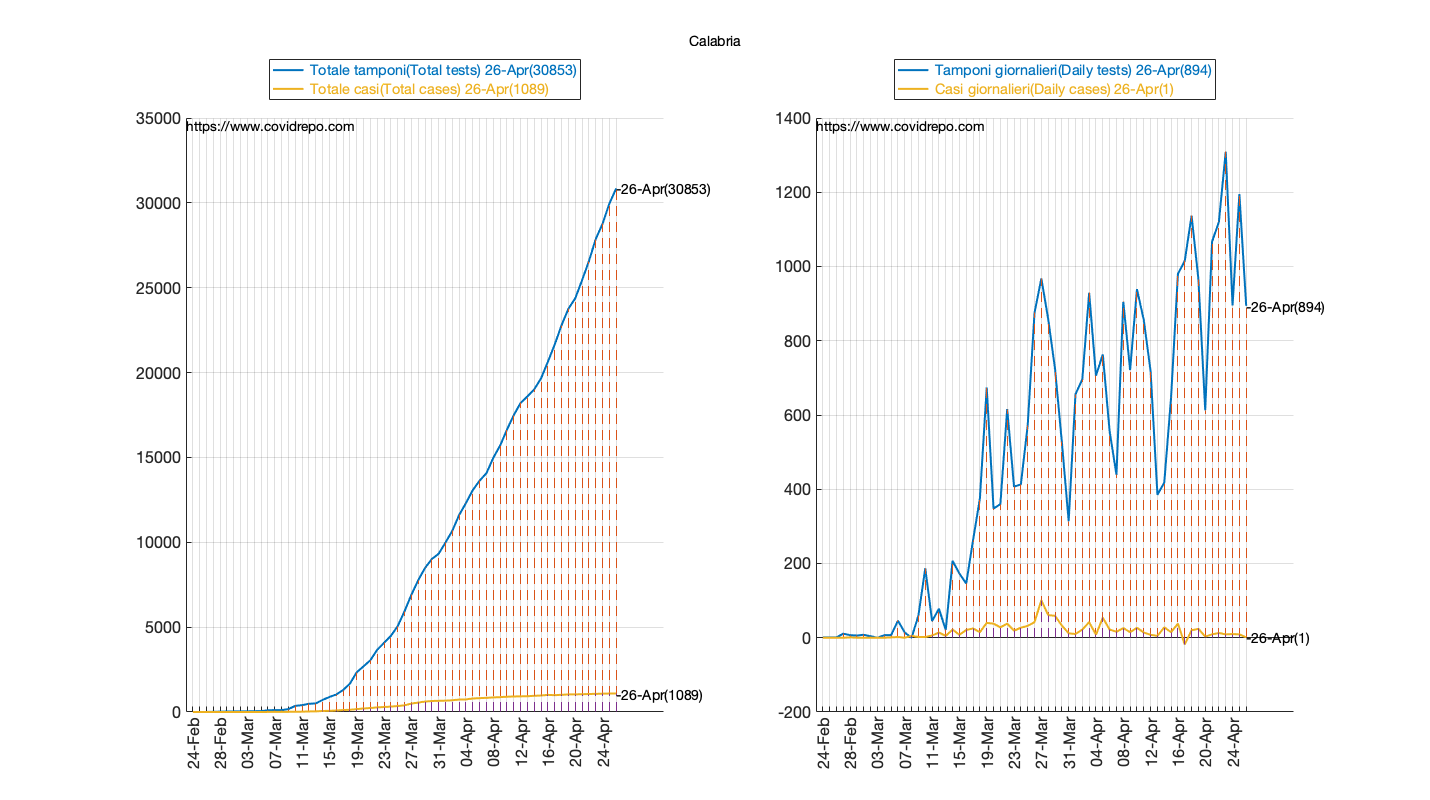 Calabria
Totale tamponi(Total tests) 26-Apr(30853)
Totale casi(Total cases) 26-Apr(1089)
https://www.covidrepo.com
35000
30000
25000
20000
15000
10000
5000
0
-26-Apr(30853)
-26-Apr(1089)
24-Feb
28-Feb
03-Mar
07-Mar
11-Mar
15-Mar
19-Mar
23-Mar
27-Mar
31-Mar
04-Apr
08-Apr
12-Apr
16-Apr
20-Apr
24-Apr
Tamponi giornalieri(Daily tests) 26-Apr(894)
Casi giornalieri(Daily cases) 26-Apr(1)
https://www.covidrepo.com
1400
1200
1000
800
600
400
200
0
-200
-26-Apr(894)
-26-Apr(1)
24-Feb
28-Feb
03-Mar
07-Mar
11-Mar
15-Mar
19-Mar
23-Mar
27-Mar
31-Mar
04-Apr
08-Apr
12-Apr
16-Apr
20-Apr
24-Apr